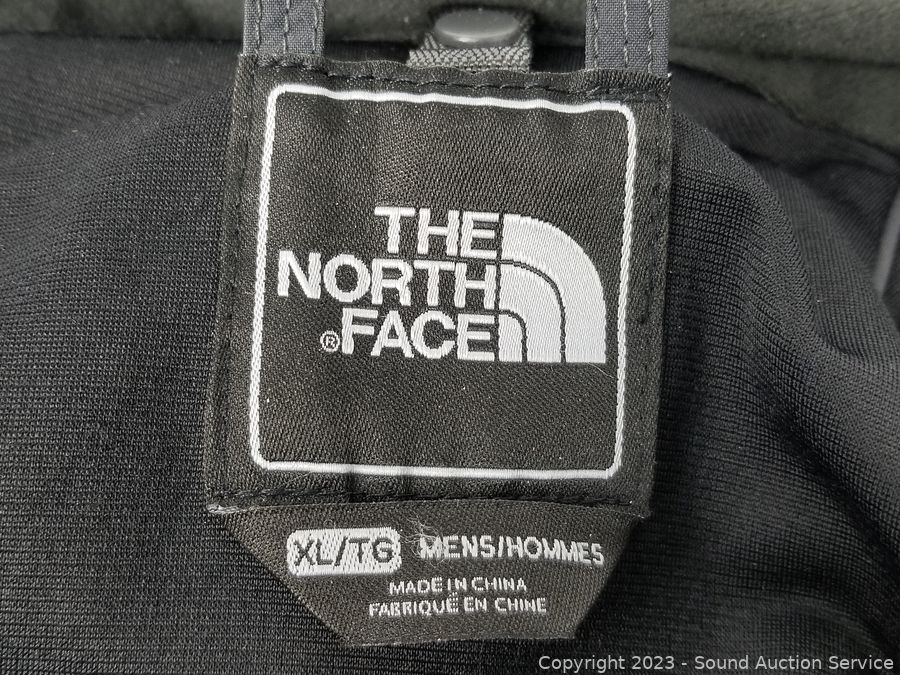 THE
NORTH
®FACE
XL/TG MENS/HOMMES
MADE IN CHINA
FABRIQUÉ EN CHINE
Copyright 2023 - Sound Auction Service